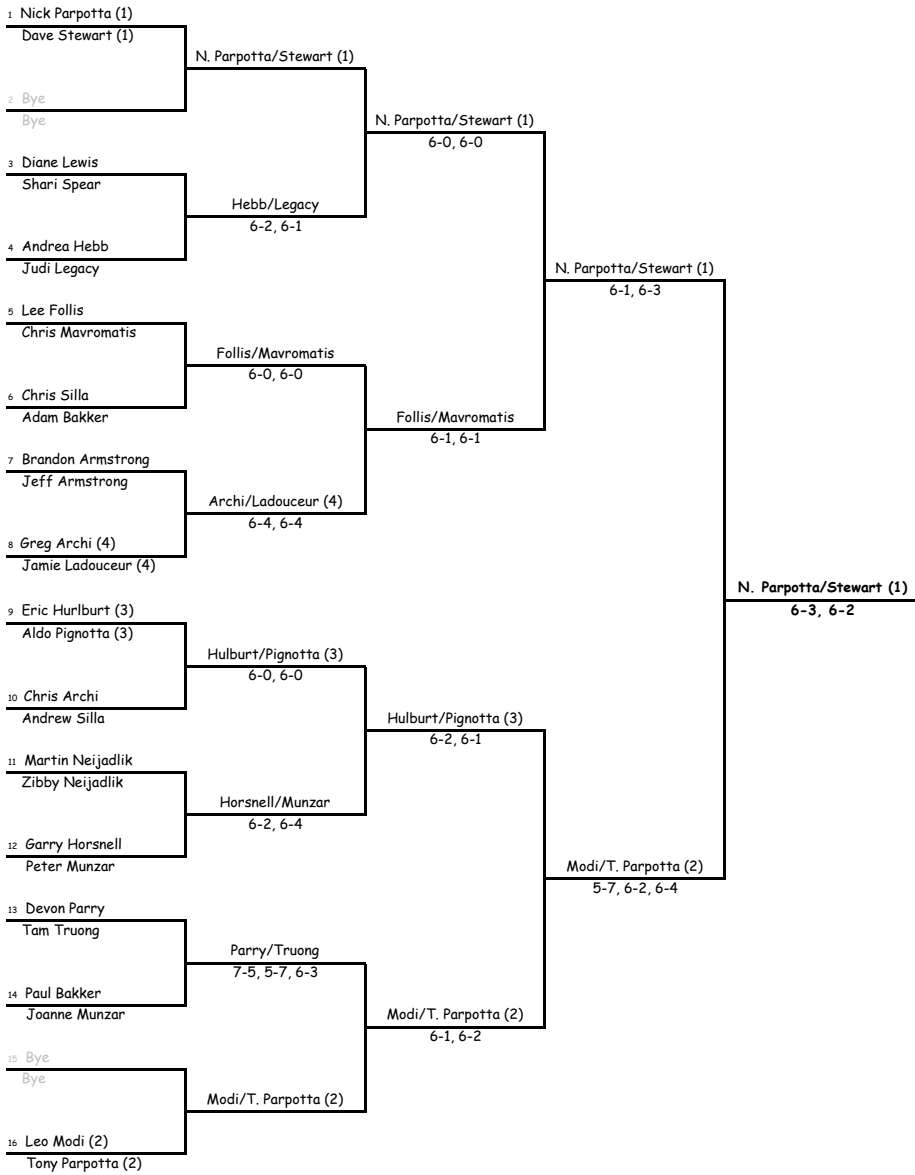 1 Nick Parpotta (1)
Dave Stewart (1)
N. Parpotta/Stewart (1)
2 Bye
Bye
N. Parpotta/Stewart (1)
6-0, 6-0
3 Diane Lewis
Shari Spear
Hebb/Legacy
6-2, 6-1
4 Andrea Hebb
Judi Legacy
N. Parpotta/Stewart (1)
6-1, 6-3
5 Lee Follis
Chris Mavromatis
Follis/Mavromatis
6-0, 6-0
6 Chris Silla
Adam Bakker
Follis/Mavromatis
6-1, 6-1
7 Brandon Armstrong
Jeff Armstrong
Archi/Ladouceur (4)
6-4, 6-4
8 Greg Archi (4)
Jamie Ladouceur (4)
N. Parpotta/Stewart (1)
6-3, 6-2
9 Eric Hurlburt (3)
Aldo Pignotta (3)
Hulburt/Pignotta (3)
6-0, 6-0
10 Chris Archi
Andrew Silla
Hulburt/Pignotta (3)
6-2, 6-1
11 Martin Neijadlik
Zibby Neijadlik
Horsnell/Munzar
6-2, 6-4
12 Garry Horsnell
Peter Munzar
Modi/T. Parpotta (2)
5-7, 6-2, 6-4
13 Devon Parry
Tam Truong
Parry/Truong
7-5, 5-7, 6-3
14 Paul Bakker
Joanne Munzar
Modi/T. Parpotta (2)
6-1, 6-2
15 Bye
Bye
Modi/T. Parpotta (2)
16 Leo Modi (2)
Tony Parpotta (2)